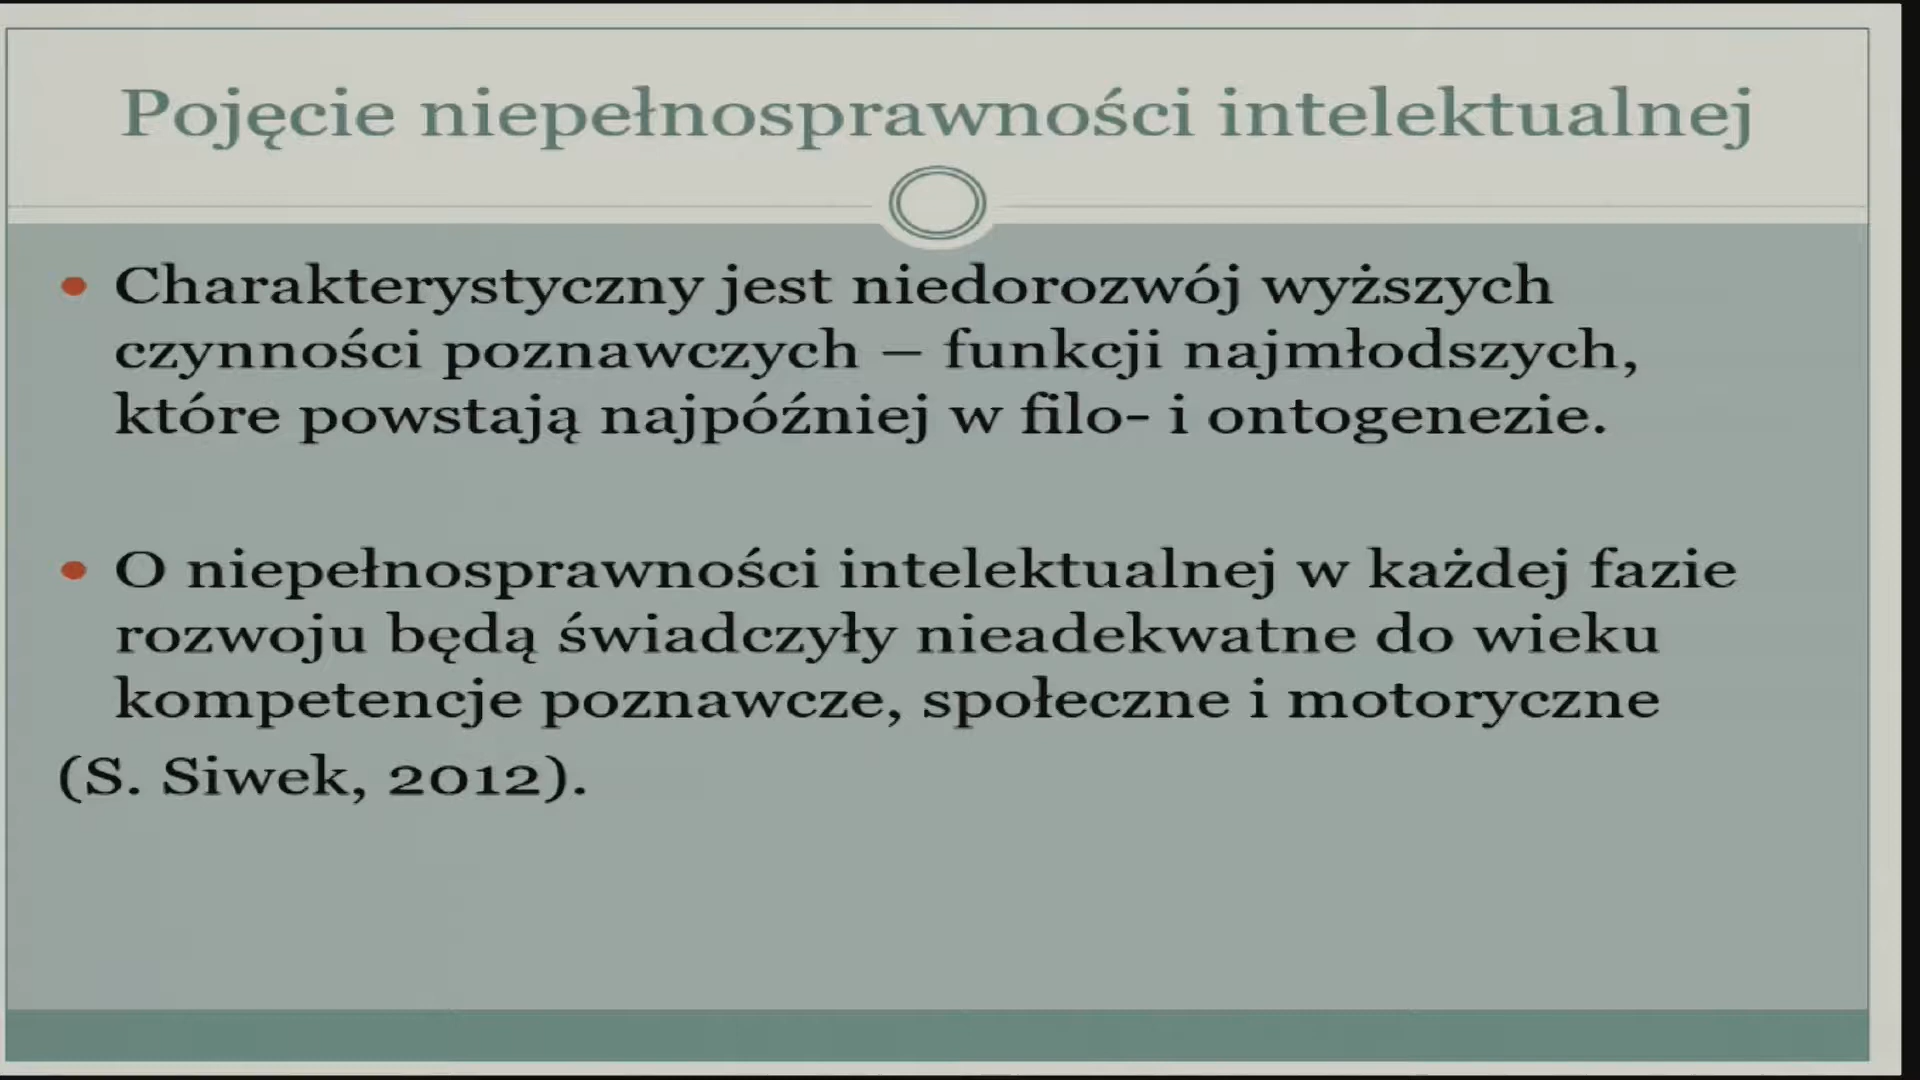 Pojęcie niepełnosprawności intelektualnej
• Charakterystyczny jest niedorozwój wyższych
czynności poznawczych – funkcji najmłodszych,
które powstają najpóźniej w filo- i ontogenezie.
• O niepełnosprawności intelektualnej w każdej fazie
rozwoju będą świadczyły nieadekwatne do wieku
kompetencje poznawcze, społeczne i motoryczne
(S. Siwek, 2012).